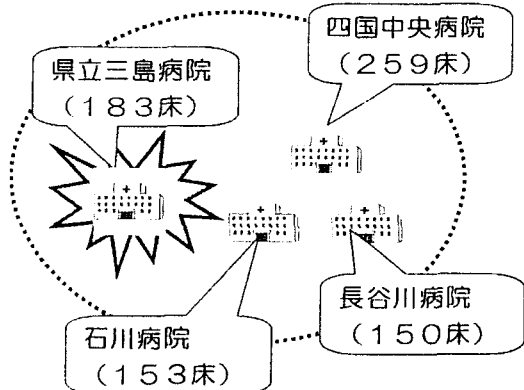 四国中央病院
（２５９床）
県立三島病院
（１８３床）
長谷川病院
（１５０床）
石川病院
（１５３床）